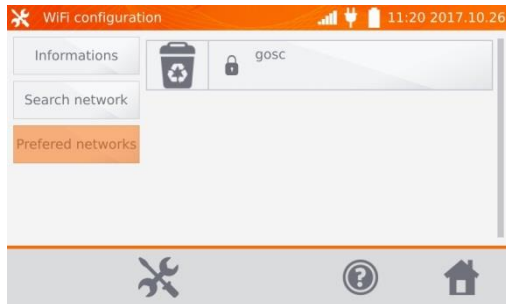 WiFi configuration 11:20 2017.10.26
Informations
gosc
Search network
Prefered networks